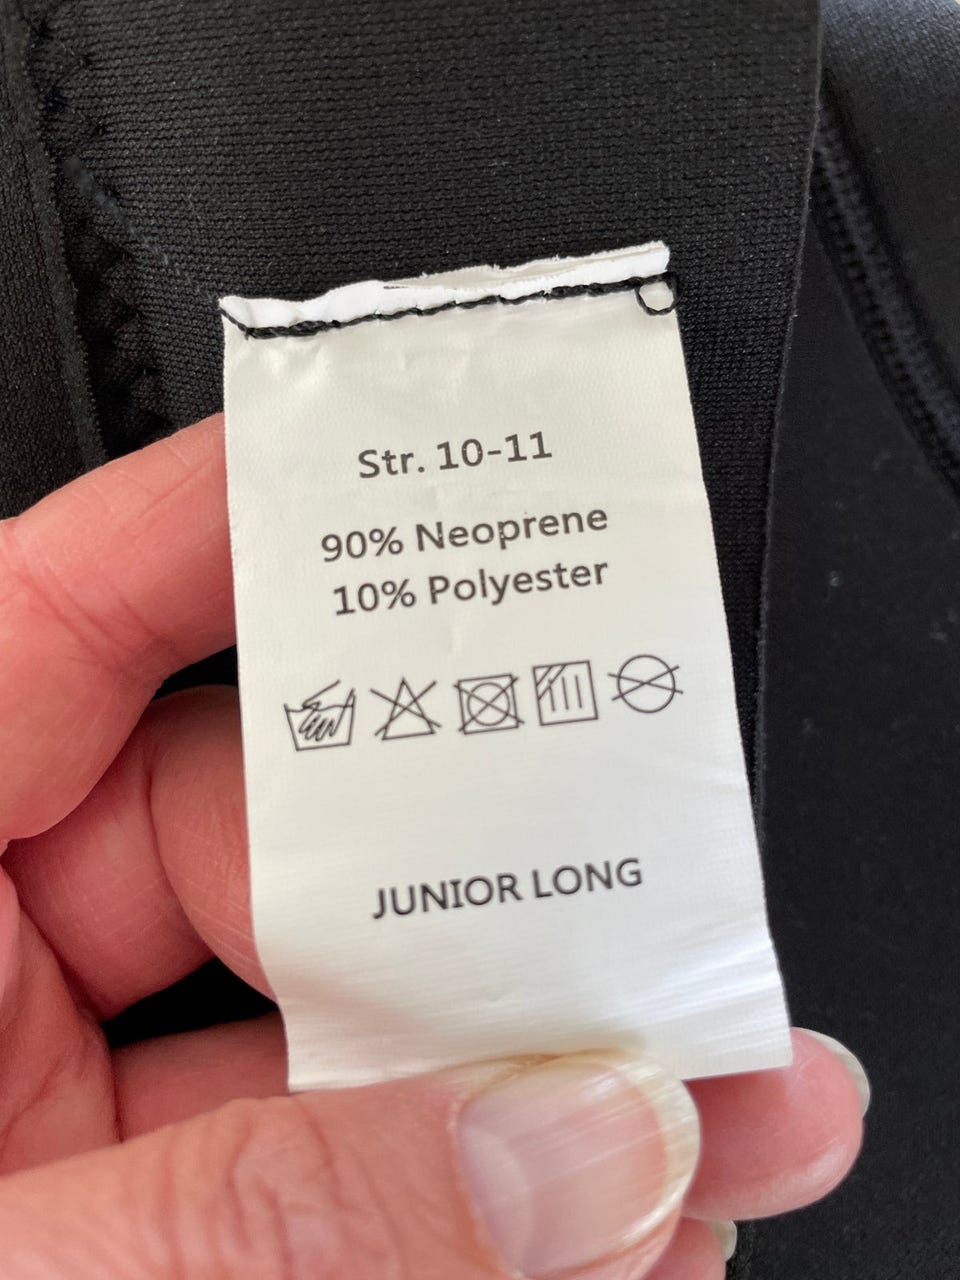 Str. 10-11
90% Neoprene
10% Polyester
JUNIOR LONG